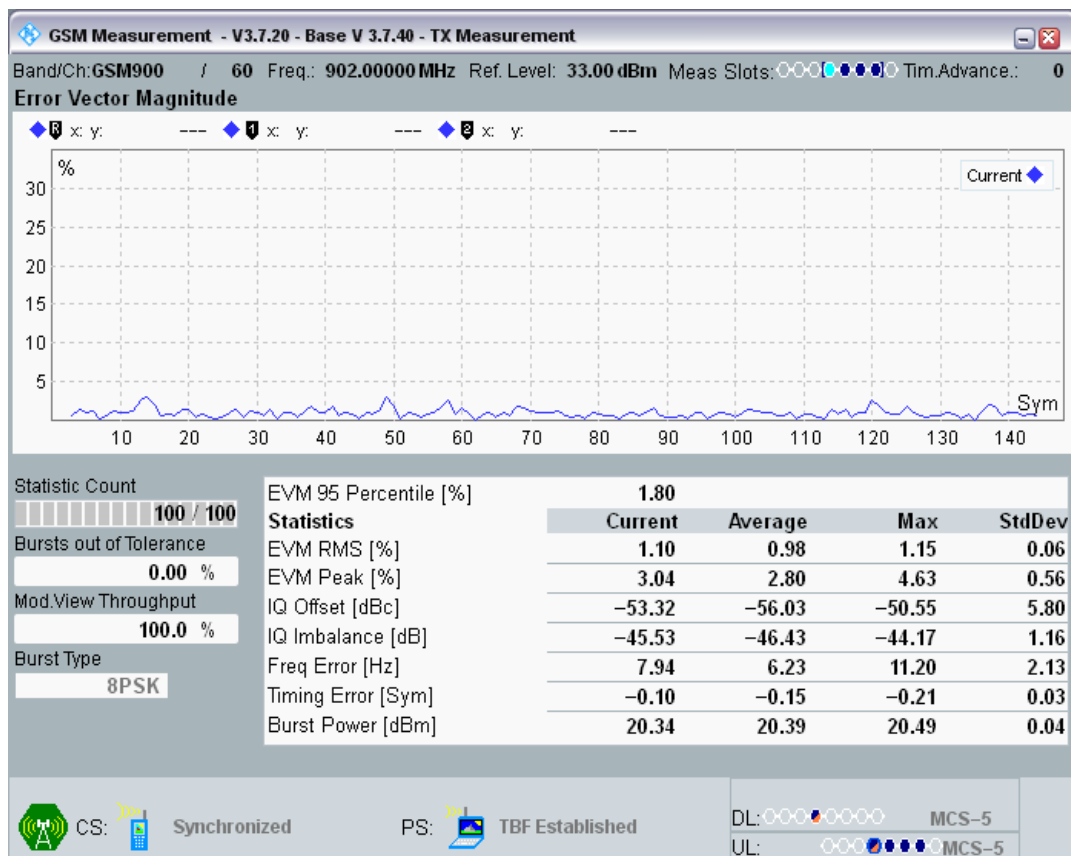 GSM Measurement - V3.7.20 - Base V 3.7.40 - TX Measurement
Band/Ch:GSM900 / 60 Freq.: 902.00000 MHz Ref. Level: 33.00 dBm Meas Slots: Tim.Advance.: 0
Error Vector Magnitude
R x: y: --- 1 x: y: --- 2 x: y: ---
%
Current
30
25
20
15
10
5
Sym
10 20 30 40 50 60 70 80 90 100 110 120 130 140
Statistic Count
100 / 100
Bursts out of Tolerance
0.00 %
Mod.View Throughput
100.0 %
Burst Type
8PSK
EVM 95 Percentile [%] 1.80
Statistics Current Average Max StdDev
EVM RMS [%] 1.10 0.98 1.15 0.06
EVM Peak [%] 3.04 2.80 4.63 0.56
IQ Offset [dBc] −53.32 −56.03 −50.55 5.80
IQ Imbalance [dB] −45.53 −46.43 −44.17 1.16
Freq Error [Hz] 7.94 6.23 11.20 2.13
Timing Error [Sym] −0.10 −0.15 −0.21 0.03
Burst Power [dBm] 20.34 20.39 20.49 0.04
CS: Synchronized PS: TBF Established
DL: MCS−5
UL: MCS−5